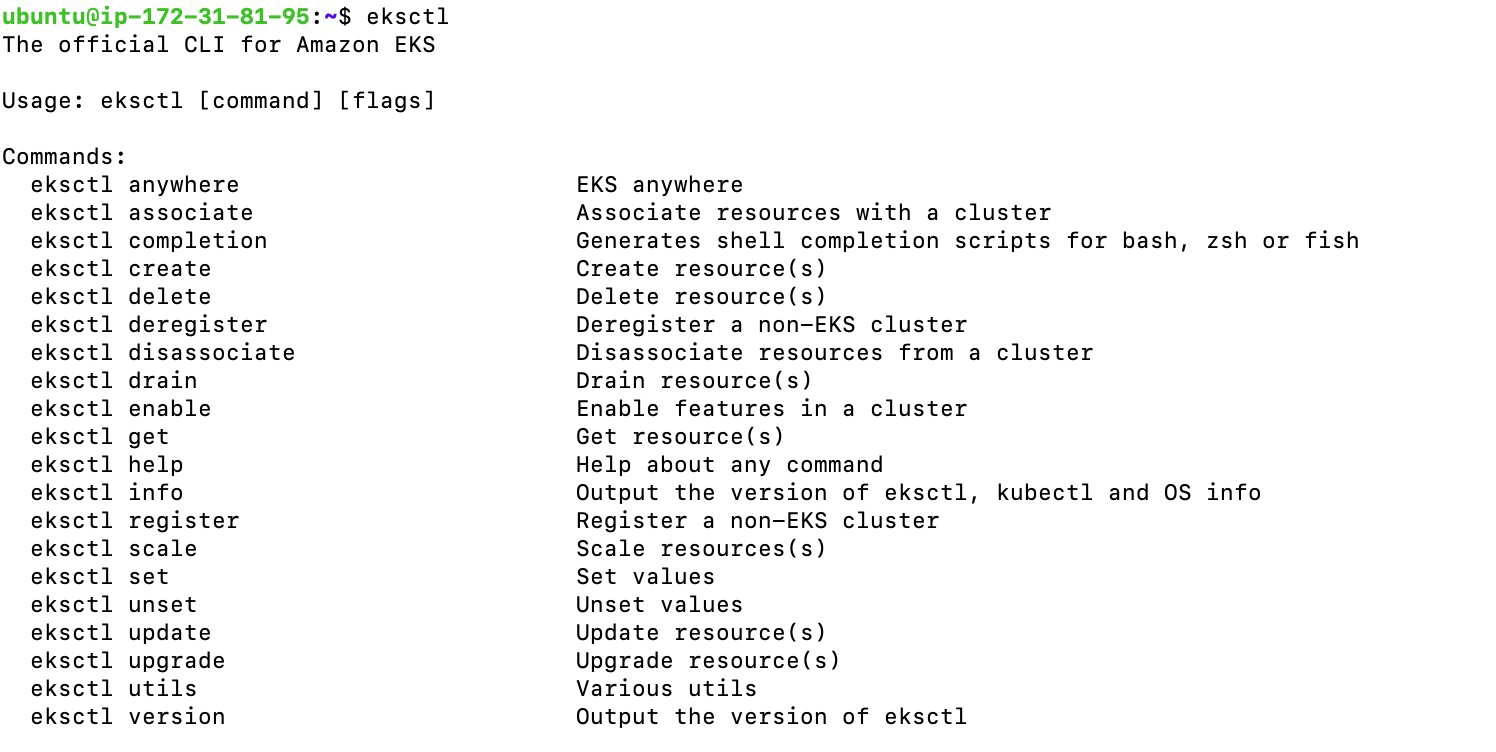 ubuntu@ip-172-31-81-95:~$ eksctl
The official CLI for Amazon EKS
Usage: eksctl [command] [flags]
Commands:
eksctl anywhere EKS anywhere
eksctl associate Associate resources with a cluster
eksctl completion Generates shell completion scripts for bash, zsh or fish
eksctl create Create resource(s)
eksctl delete Delete resource(s)
eksctl deregister Deregister a non-EKS cluster
eksctl disassociate Disassociate resources from a cluster
eksctl drain Drain resource(s)
eksctl enable Enable features in a cluster
eksctl get Get resource(s)
eksctl help Help about any command
eksctl info Output the version of eksctl, kubectl and OS info
eksctl register Register a non-EKS cluster
eksctl scale Scale resources(s)
eksctl set Set values
eksctl unset Unset values
eksctl update Update resource(s)
eksctl upgrade Upgrade resource(s)
eksctl utils Various utils
eksctl version Output the version of eksctl